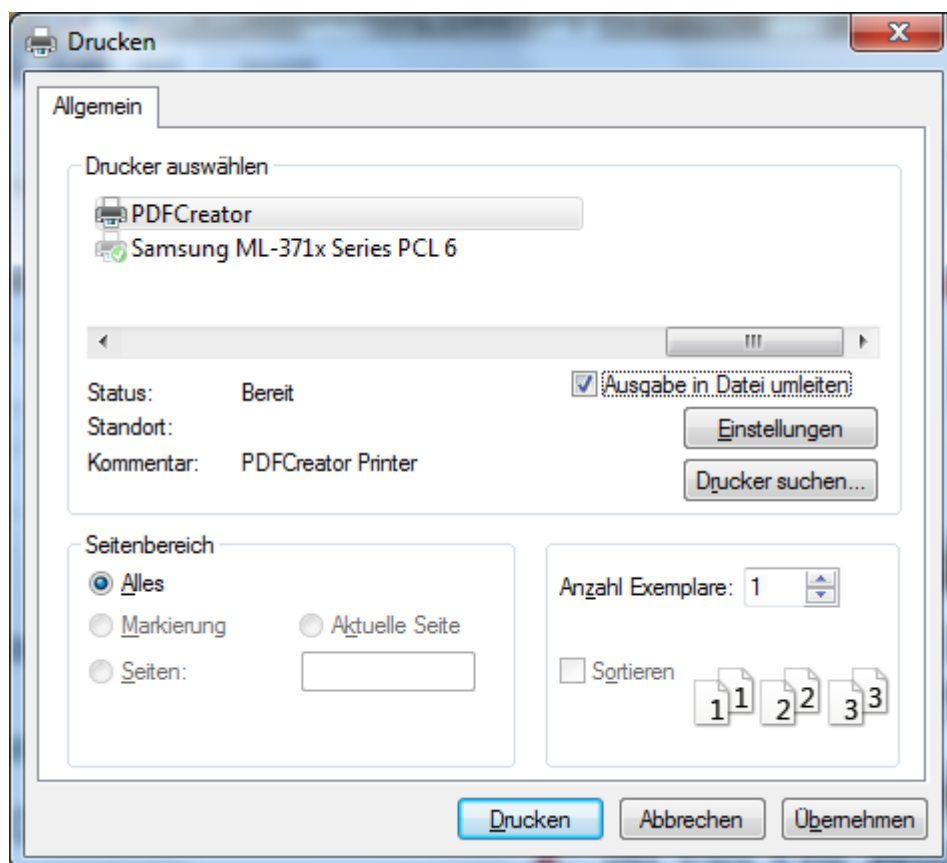 Drucken
Allgemein
Drucker auswählen
PDFCreator
Samsung ML-371x Series PCL 6
Status: Bereit
Ausgabe in Datei umleiten
Standort:
Einstellungen
Kommentar: PDFCreator Printer
Drucker suchen...
Seitenbereich
Alles
Markierung
Aktuelle Seite
Seiten:
Anzahl Exemplare: 1
Sortieren
1 1 2 2 3 3
Drucken
Abbrechen
Übernehmen